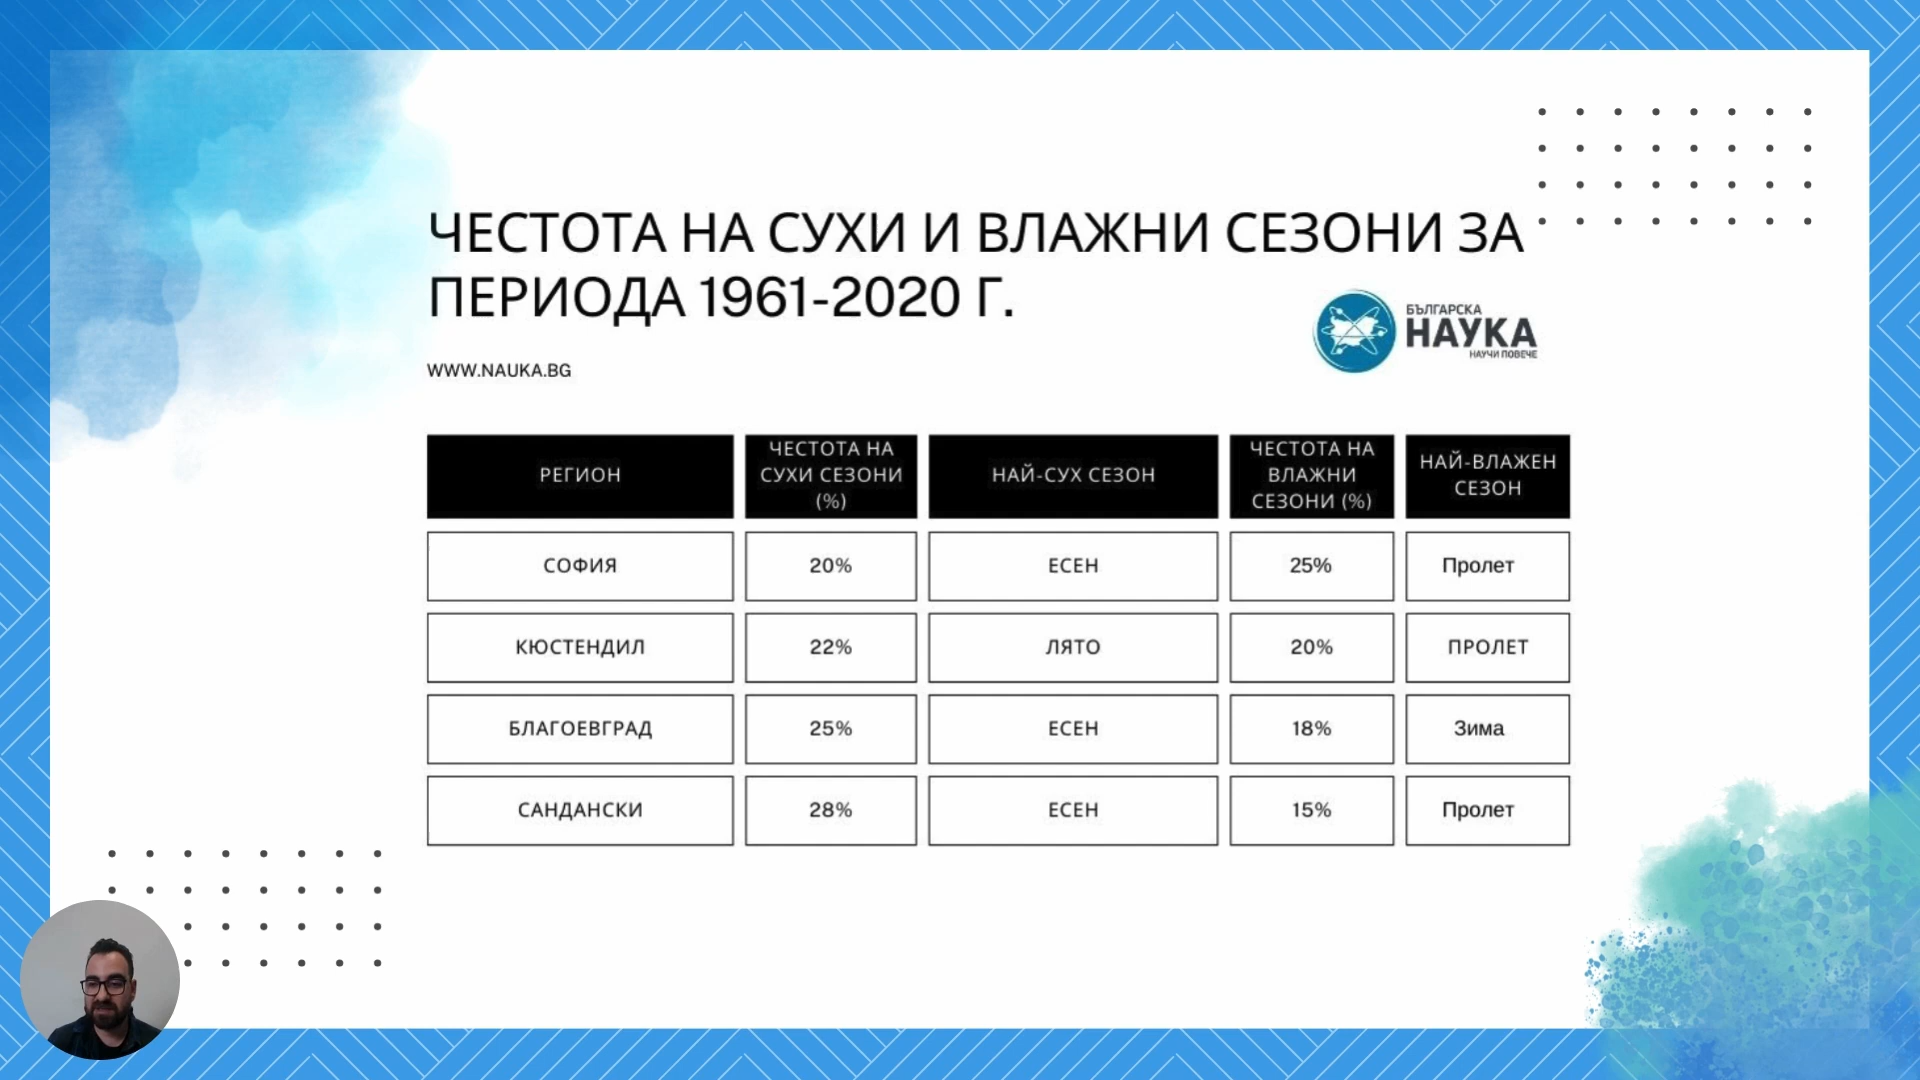 ЧЕСТОТА НА СУХИ И ВЛАЖНИ СЕЗОНИ ЗА
ПЕРИОДА 1961-2020 Г.
БЪЛГАРСКА
НАУКА
НАУЧИ ПОВЕЧЕ
WWW.NAUKA.BG
РЕГИОН
ЧЕСТОТА НА
СУХИ СЕЗОНИ
(%)
НАЙ-СУХ СЕЗОН
ЧЕСТОТА НА
ВЛАЖНИ
СЕЗОНИ (%)
НАЙ-ВЛАЖЕН
СЕЗОН
СОФИЯ 20% ЕСЕН 25% Пролет
КЮСТЕНДИЛ 22% ЛЯТО 20% ПРОЛЕТ
БЛАГОЕВГРАД 25% ЕСЕН 18% Зима
САНДАНСКИ 28% ЕСЕН 15% Пролет